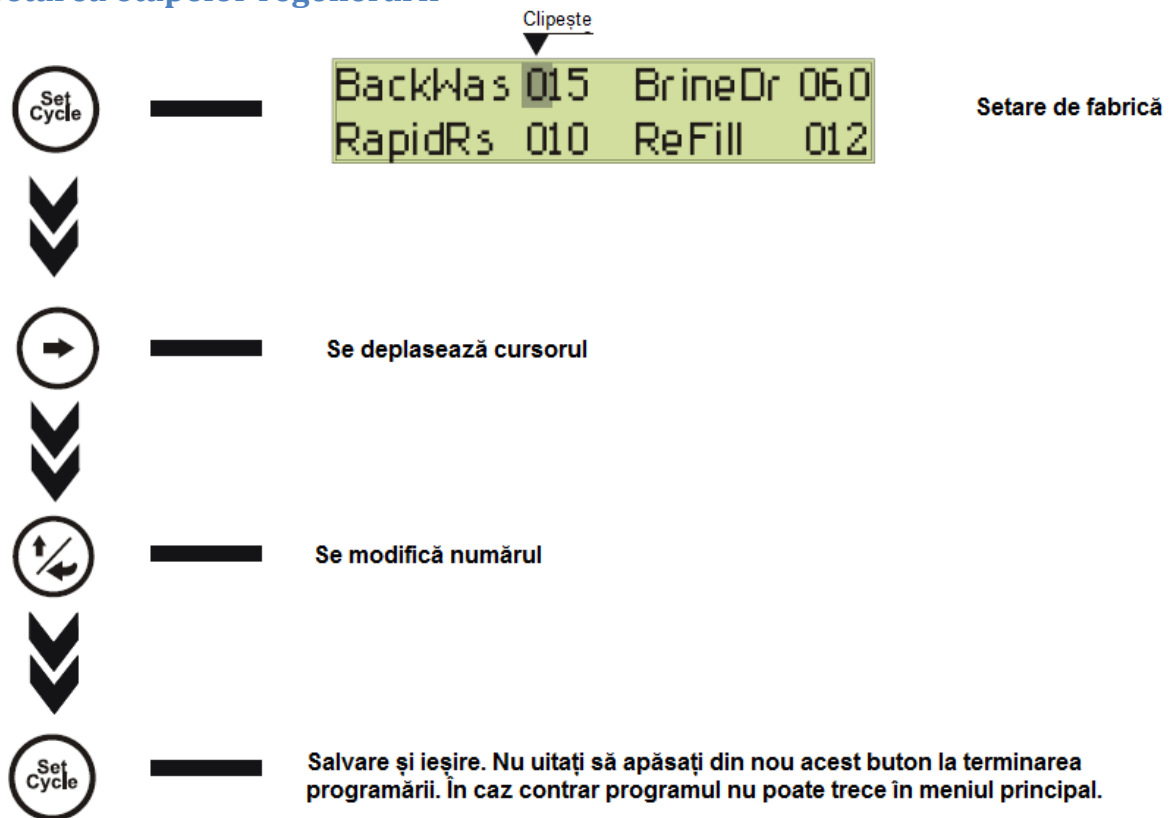 Clipește
Set
Cycle
BackWas 015 BrineDr 060
RapidRs 010 ReFill 012
Setare de fabrică
Se deplasează cursorul
Se modifică numărul
Set
Cycle
Salvare și ieșire. Nu uitați să apăsați din nou acest buton la terminarea
programării. În caz contrar programul nu poate trece în meniul principal.